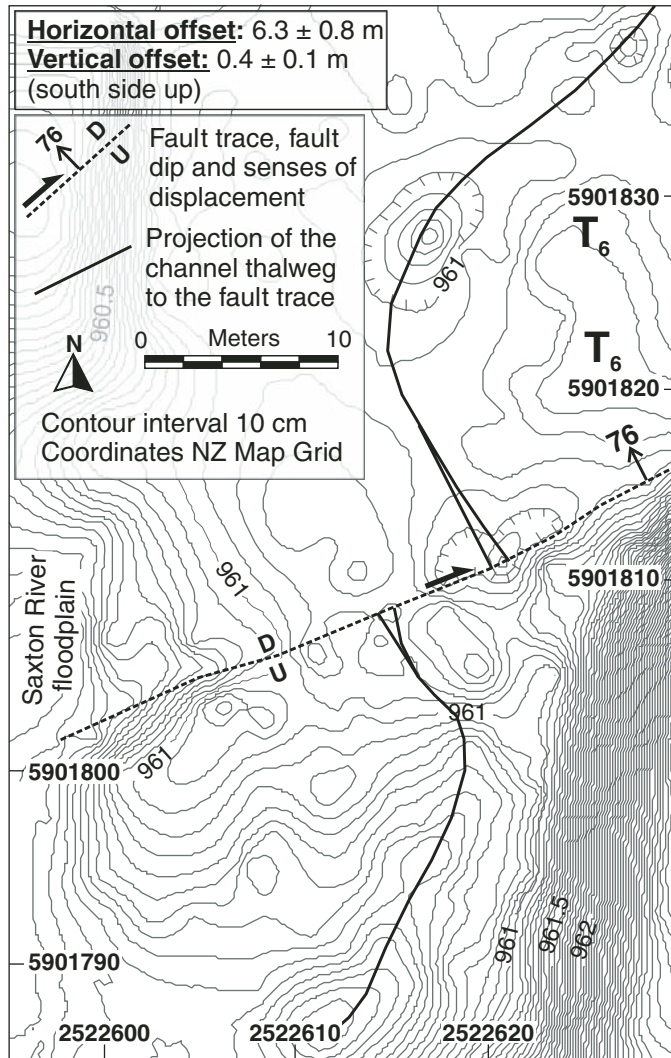 Horizontal offset: 6.3 ± 0.8 m
Vertical offset: 0.4 ± 0.1 m
(south side up)
76
D
U
Fault trace, fault
dip and senses of
displacement
Projection of the
channel thalweg
to the fault trace
960.5
N
0 Meters 10
Contour interval 10 cm
Coordinates NZ Map Grid
5901830
T6
961
T6
5901820
76
961
5901810
Saxton River
floodplain
D
U
961
961
5901800
961
961.5
962
5901790
2522600
2522610
2522620